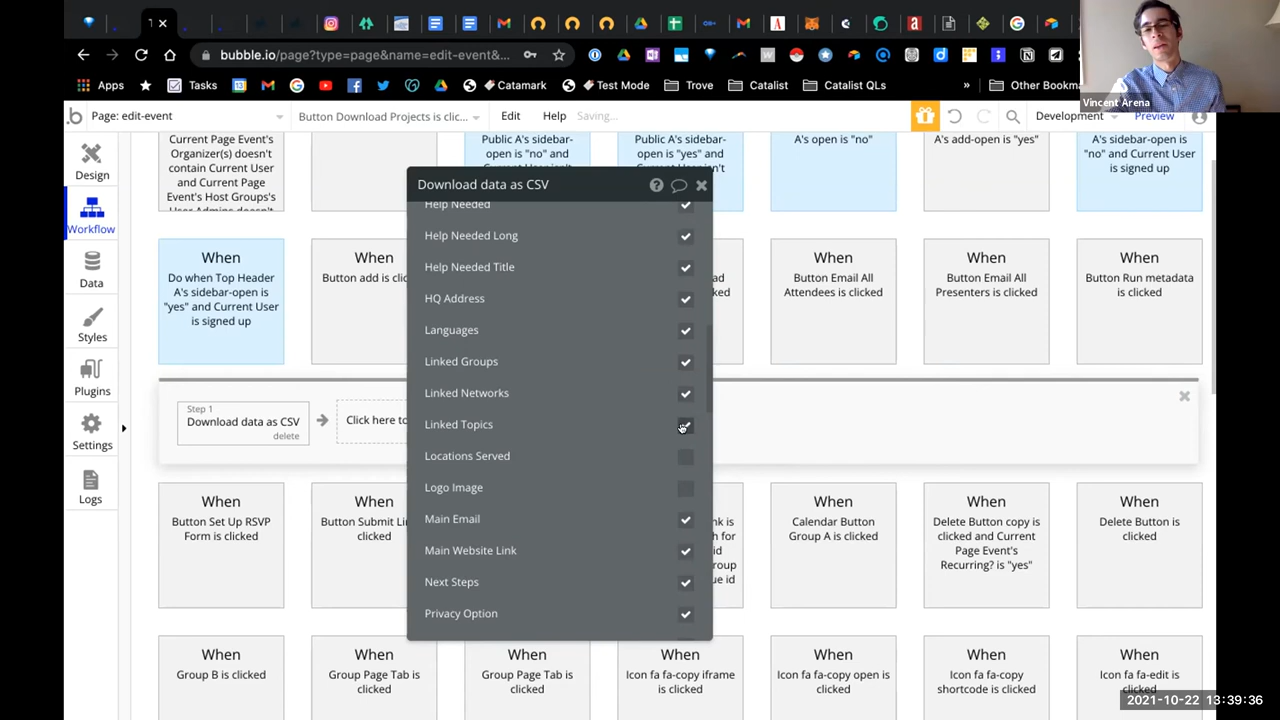 bubble.io/page?type=page&name=edit-event&...
Vincent Arena
Apps
Tasks
Catamark
Test Mode
Trove
Catalist
Catalist QLs
»
Other Bookm
Page: edit-event
Button Download Projects is clic...
Edit
Help
Saving...
Development
Preview
Design
Workflow
Data
Styles
Plugins
Settings
Logs
Current Page Event's
Organizer(s) doesn't
contain Current User
and Current Page
Event's Host Groups's
User Admins doesn't
Public A's sidebar-
open is "no" and
Public A's sidebar-
open is "yes" and
A's open is "no"
A's add-open is "yes"
A's sidebar-open is
"no" and Current User
is signed up
When
Do when Top Header
A's sidebar-open is
"yes" and Current User
is signed up
When
Button add is clic
When
Button Email All
Attendees is clicked
When
Button Email All
Presenters is clicked
When
Button Run metadata
is clicked
Step 1
Download data as CSV
delete
Click here to
Download data as CSV
Help Needed
Help Needed Long
Help Needed Title
HQ Address
Languages
Linked Groups
Linked Networks
Linked Topics
Locations Served
Logo Image
Main Email
Main Website Link
Next Steps
Privacy Option
When
Button Set Up RSVP
Form is clicked
When
Button Submit Li
clicked
When
Calendar Button
Group A is clicked
When
Delete Button copy is
clicked and Current
Page Event's
Recurring? is "yes"
When
Delete Button is
clicked
When
Group B is clicked
When
Group Page Tab is
clicked
When
Group Page Tab is
clicked
When
Icon fa fa-copy iframe
is clicked
When
Icon fa fa-copy open is
clicked
When
Icon fa fa-copy
shortcode is clicked
When
Icon fa fa-edit is
clicked
2021-10-22 13:39:36